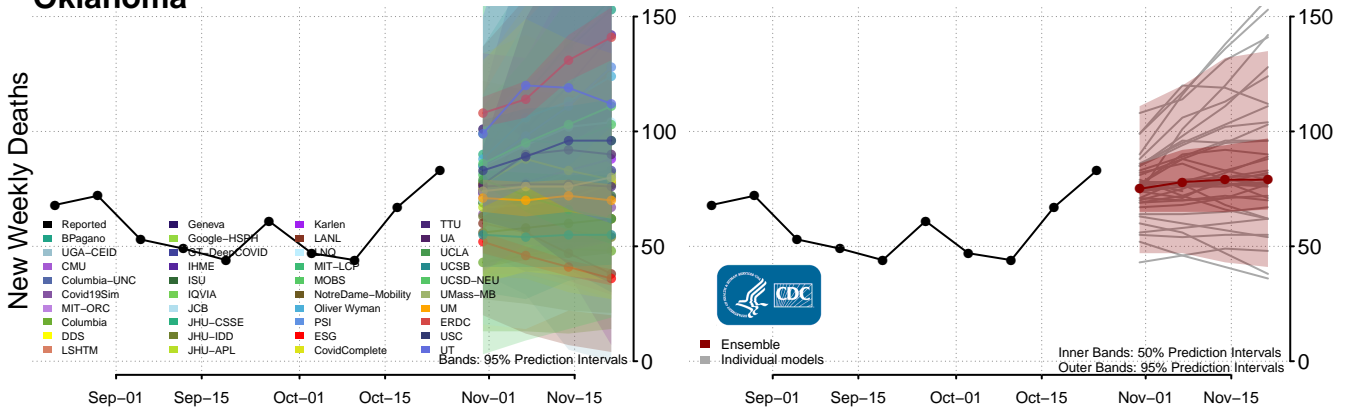 Oklahoma
New Weekly Deaths
150
100
50
0
Reported
BPagano
UGA−CEID
CMU
Columbia−UNC
Covid19Sim
MIT−ORC
Columbia
DDS
LSHTM
Geneva
Google−HSPH
GT−DeepCOVID
IHME
ISU
IQVIA
JCB
JHU−CSSE
JHU−IDD
JHU−APL
Karlen
LANL
LNQ
MIT−LCP
MOBS
NotreDame−Mobility
Oliver Wyman
PSI
ESG
CovidComplete
TTU
UA
UCLA
UCSB
UCSD−NEU
UMass−MB
UM
ERDC
USC
UT
Bands: 95% Prediction Intervals
Sep−01 Sep−15 Oct−01 Oct−15 Nov−01 Nov−15
150
100
50
0
CDC
Ensemble
Individual models
Inner Bands: 50% Prediction Intervals
Outer Bands: 95% Prediction Intervals
Sep−01 Sep−15 Oct−01 Oct−15 Nov−01 Nov−15